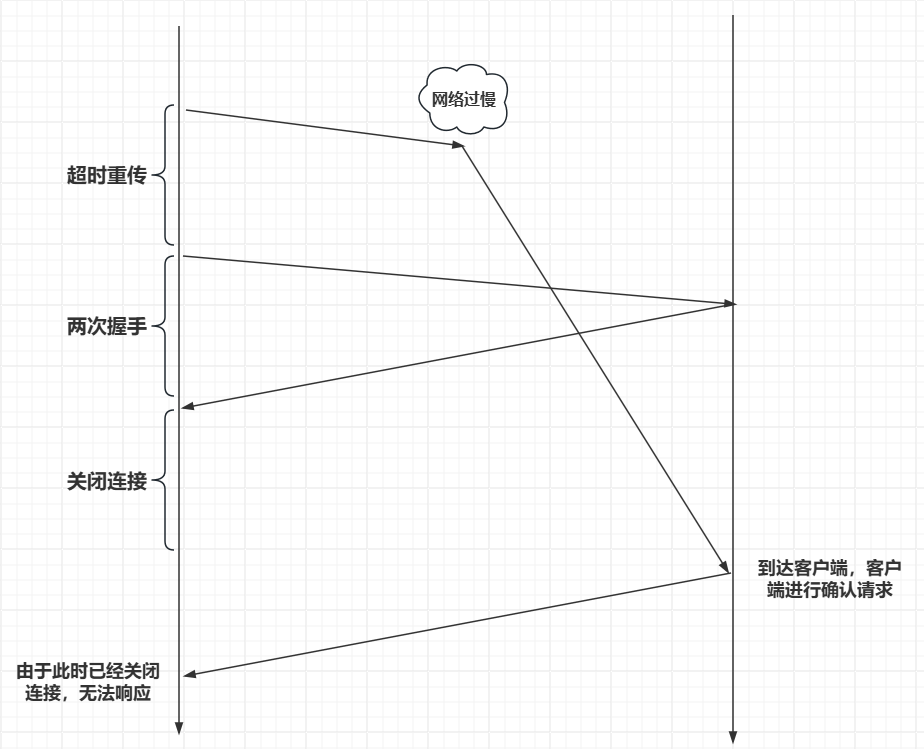 网络过慢
超时重传
两次握手
关闭连接
到达客户端，客户
端进行确认请求
由于此时已经关闭
连接，无法响应